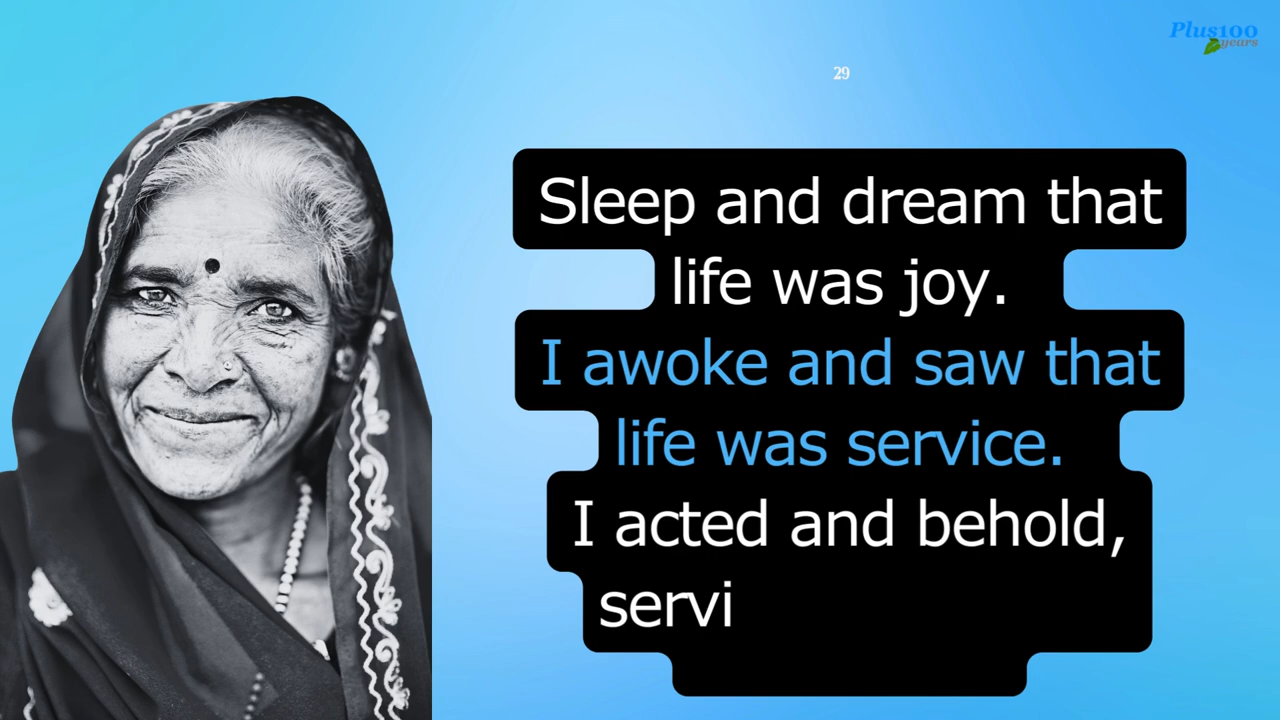 Plus100
years
29
Sleep and dream that
life was joy.
I awoke and saw that
life was service.
I acted and behold,
servi